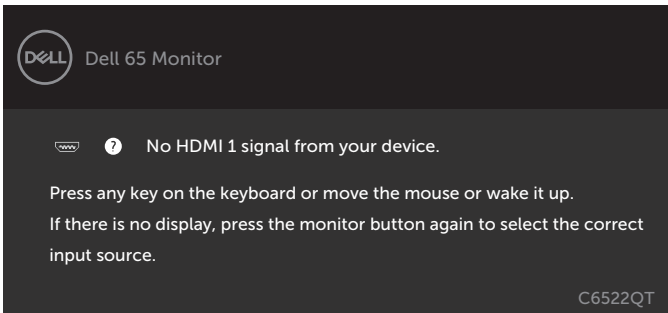 DELL
Dell 65 Monitor
? No HDMI 1 signal from your device.
Press any key on the keyboard or move the mouse or wake it up.
If there is no display, press the monitor button again to select the correct
input source.
C6522QT